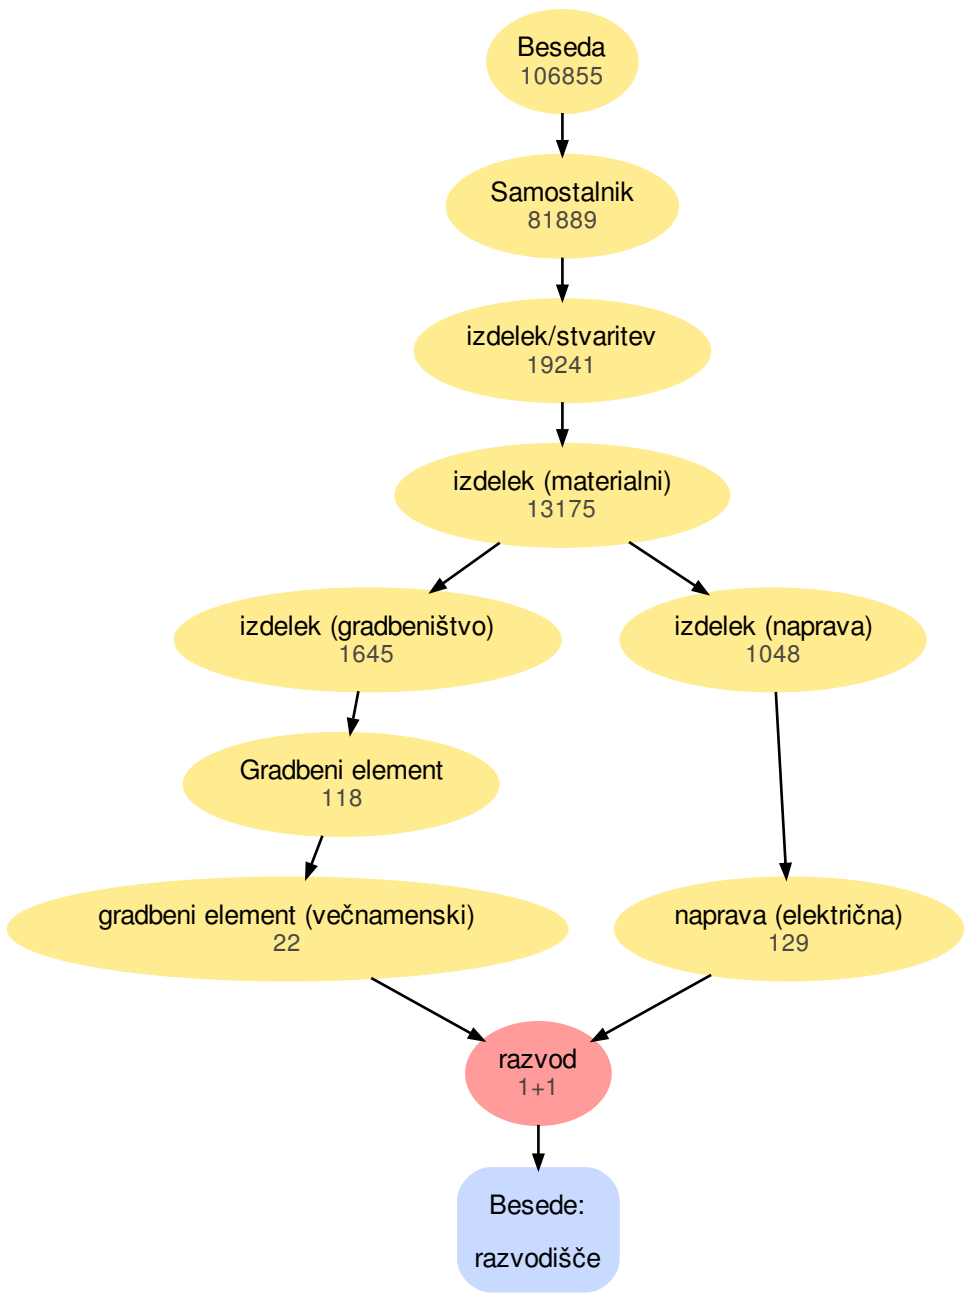 Beseda
106855
Samostalnik
81889
izdelek/stvaritev
19241
izdelek (materialni)
13175
izdelek (gradbeništvo)
1645
izdelek (naprava)
1048
Gradbeni element
118
gradbeni element (večnamenski)
22
naprava (električna)
129
razvod
1+1
Besede:
razvodišče